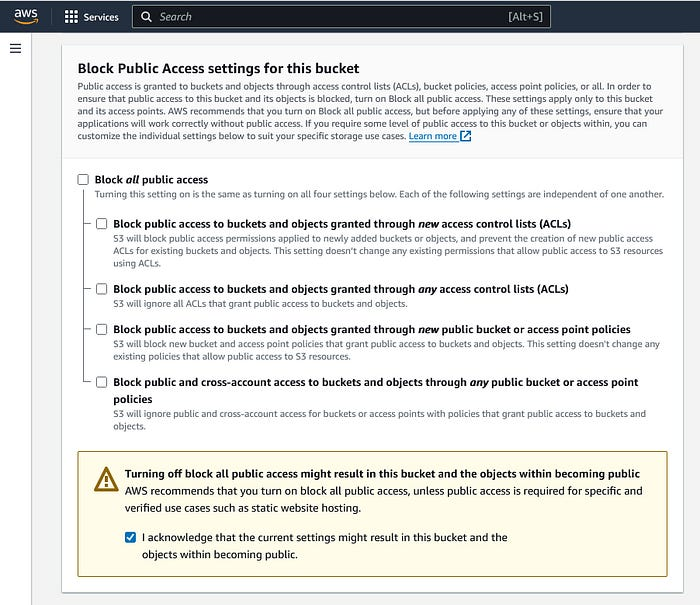 aws
Services
Search
[Alt+S]
Block Public Access settings for this bucket
Public access is granted to buckets and objects through access control lists (ACLs), bucket policies, access point policies, or all. In order to
ensure that public access to this bucket and its objects is blocked, turn on Block all public access. These settings apply only to this bucket
and its access points. AWS recommends that you turn on Block all public access, but before applying any of these settings, ensure that your
applications will work correctly without public access. If you require some level of public access to this bucket or objects within, you can
customize the individual settings below to suit your specific storage use cases. Learn more
Block all public access
Turning this setting on is the same as turning on all four settings below. Each of the following settings are independent of one another.
Block public access to buckets and objects granted through new access control lists (ACLs)
S3 will block public access permissions applied to newly added buckets or objects, and prevent the creation of new public access
ACLs for existing buckets and objects. This setting doesn't change any existing permissions that allow public access to S3 resources
using ACLs.
Block public access to buckets and objects granted through any access control lists (ACLs)
S3 will ignore all ACLs that grant public access to buckets and objects.
Block public access to buckets and objects granted through new public bucket or access point policies
S3 will block new bucket and access point policies that grant public access to buckets and objects. This setting doesn't change any
existing policies that allow public access to S3 resources.
Block public and cross-account access to buckets and objects through any public bucket or access point
policies
S3 will ignore public and cross-account access for buckets or access points with policies that grant public access to buckets and
objects.
Turning off block all public access might result in this bucket and the objects within becoming public
AWS recommends that you turn on block all public access, unless public access is required for specific and
verified use cases such as static website hosting.
I acknowledge that the current settings might result in this bucket and the
objects within becoming public.